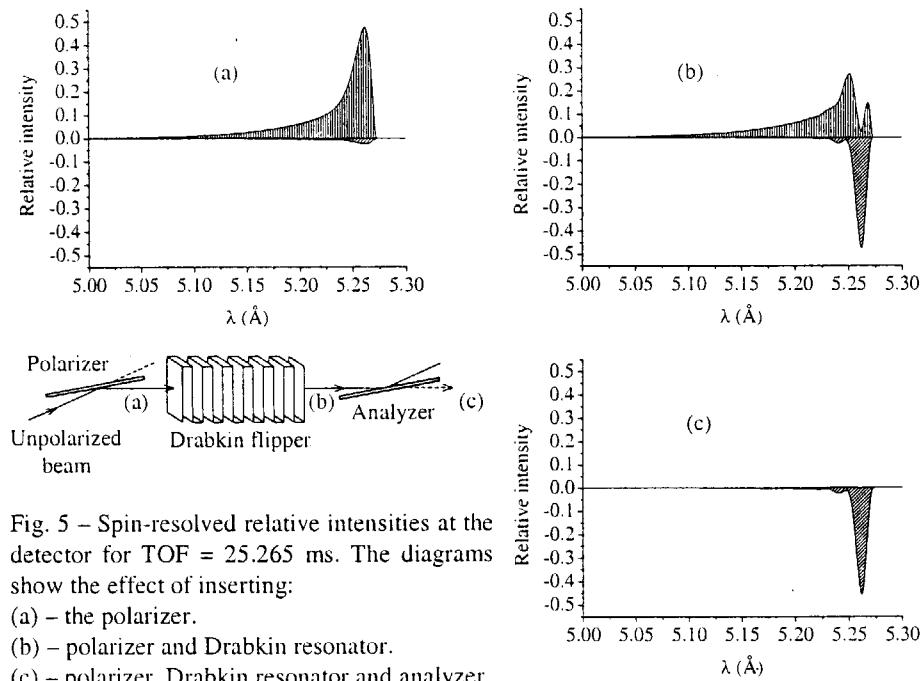 0.5
0.4
0.3
0.2
0.1
0.0
-0.1
-0.2
-0.3
-0.4
-0.5
Relative intensity
(a)
5.00 5.05 5.10 5.15 5.20 5.25 5.30
λ (Å)
0.5
0.4
0.3
0.2
0.1
0.0
-0.1
-0.2
-0.3
-0.4
-0.5
Relative intensity
(b)
5.00 5.05 5.10 5.15 5.20 5.25 5.30
λ (Å)
Polarizer
(a)
(b)
(c)
Analyzer
Unpolarized
beam
Drabkin flipper
0.5
0.4
0.3
0.2
0.1
0.0
-0.1
-0.2
-0.3
-0.4
-0.5
Relative intensity
(c)
5.00 5.05 5.10 5.15 5.20 5.25 5.30
λ (Å)
Fig. 5 – Spin-resolved relative intensities at the
detector for TOF = 25.265 ms. The diagrams
show the effect of inserting:
(a) – the polarizer.
(b) – polarizer and Drabkin resonator.
(c) – polarizer, Drabkin resonator and analyzer